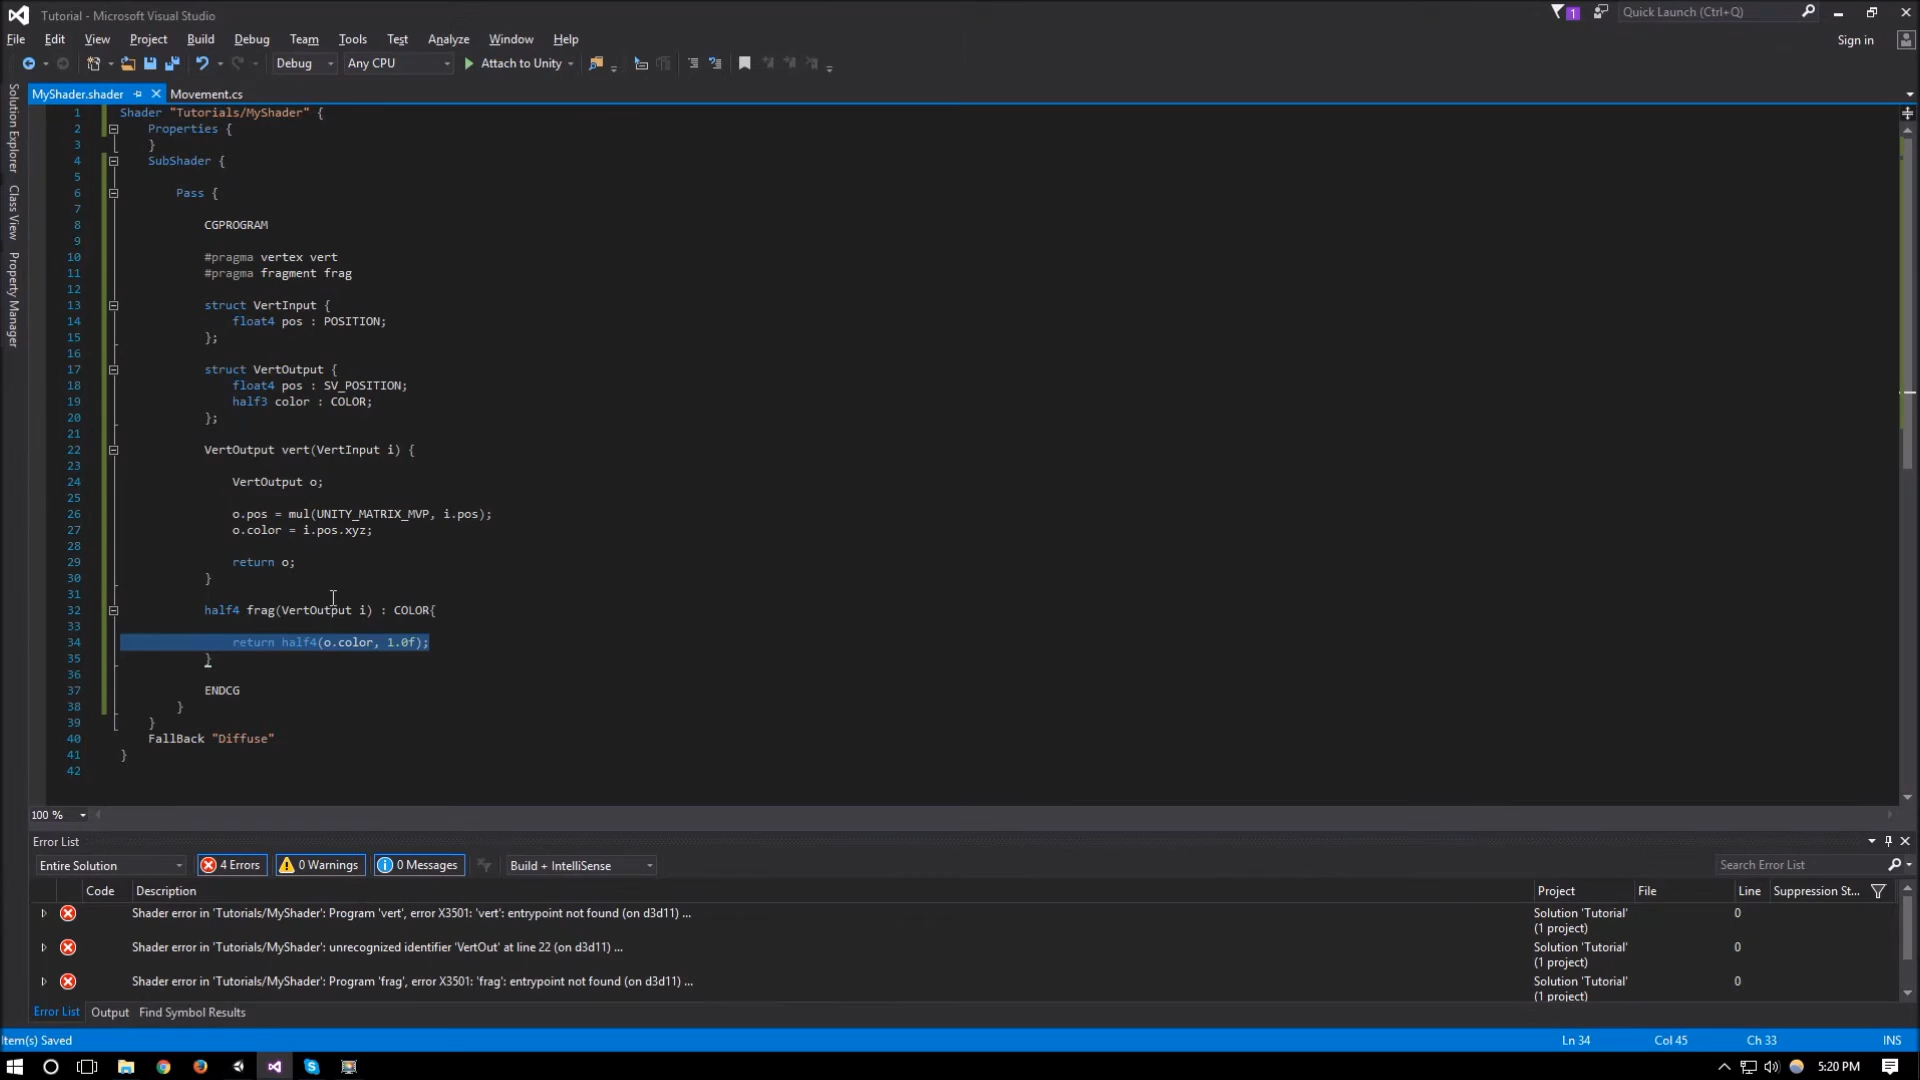 Tutorial - Microsoft Visual Studio
1
Quick Launch (Ctrl+Q)
File Edit View Project Build Debug Team Tools Test Analyze Window Help
Sign in
Debug Any CPU Attach to Unity
MyShader.shader Movement.cs
Solution Explorer
Class View
Property Manager
1 Shader "Tutorials/MyShader" {
2 Properties {
3 }
4 SubShader {
5
6 Pass {
7
8 CGPROGRAM
9
10 #pragma vertex vert
11 #pragma fragment frag
12
13 struct VertInput {
14 float4 pos : POSITION;
15 };
16
17 struct VertOutput {
18 float4 pos : SV_POSITION;
19 half3 color : COLOR;
20 };
21
22 VertOutput vert(VertInput i) {
23
24 VertOutput o;
25
26 o.pos = mul(UNITY_MATRIX_MVP, i.pos);
27 o.color = i.pos.xyz;
28
29 return o;
30 }
31
32 half4 frag(VertOutput i) : COLOR{
33
34 return half4(o.color, 1.0f);
35 }
36
37 ENDCG
38 }
39 }
40 FallBack "Diffuse"
41 }
42
100 %
Error List
Entire Solution 4 Errors 0 Warnings 0 Messages Build + IntelliSense Search Error List
Code Description Project File Line Suppression St...
Shader error in 'Tutorials/MyShader': Program 'vert', error X3501: 'vert': entrypoint not found (on d3d11) ... Solution 'Tutorial' 0
(1 project)
Shader error in 'Tutorials/MyShader': unrecognized identifier 'VertOut' at line 22 (on d3d11) ... Solution 'Tutorial' 0
(1 project)
Shader error in 'Tutorials/MyShader': Program 'frag', error X3501: 'frag': entrypoint not found (on d3d11) ... Solution 'Tutorial' 0
(1 project)
Error List Output Find Symbol Results
Item(s) Saved Ln 34 Col 45 Ch 33 INS
5:20 PM